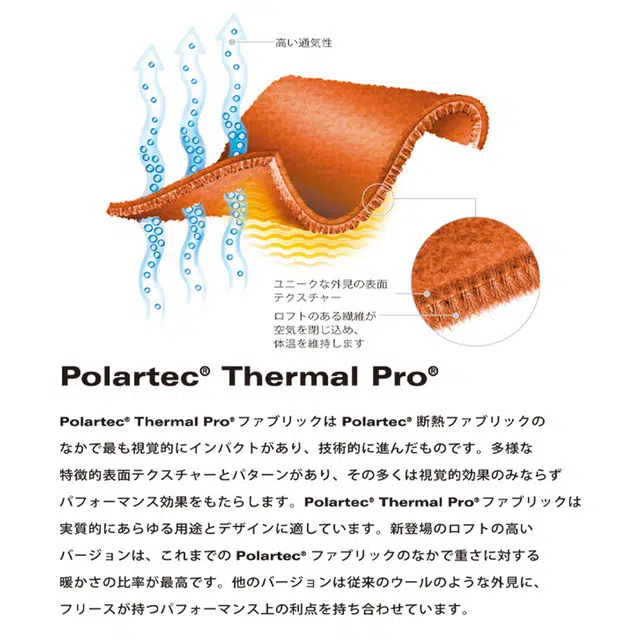 高い通気性
ユニークな外見の表面
テクスチャー
ロフトのある繊維が
空気を閉じ込め、
体温を維持します
Polartec® Thermal Pro®
Polartec® Thermal Pro®ファブリックは Polartec® 断熱ファブリックの
なかで最も視覚的にインパクトがあり、技術的に進んだものです。多様な
特徴的表面テクスチャーとパターンがあり、その多くは視覚的効果のみならず
パフォーマンス効果をもたらします。Polartec® Thermal Pro®ファブリックは
実質的にあらゆる用途とデザインに適しています。新登場のロフトの高い
バージョンは、これまでの Polartec® ファブリックのなかで重さに対する
暖かさの比率が最高です。他のバージョンは従来のウールのような外見に、
フリースが持つパフォーマンス上の利点を持ち合わせています。